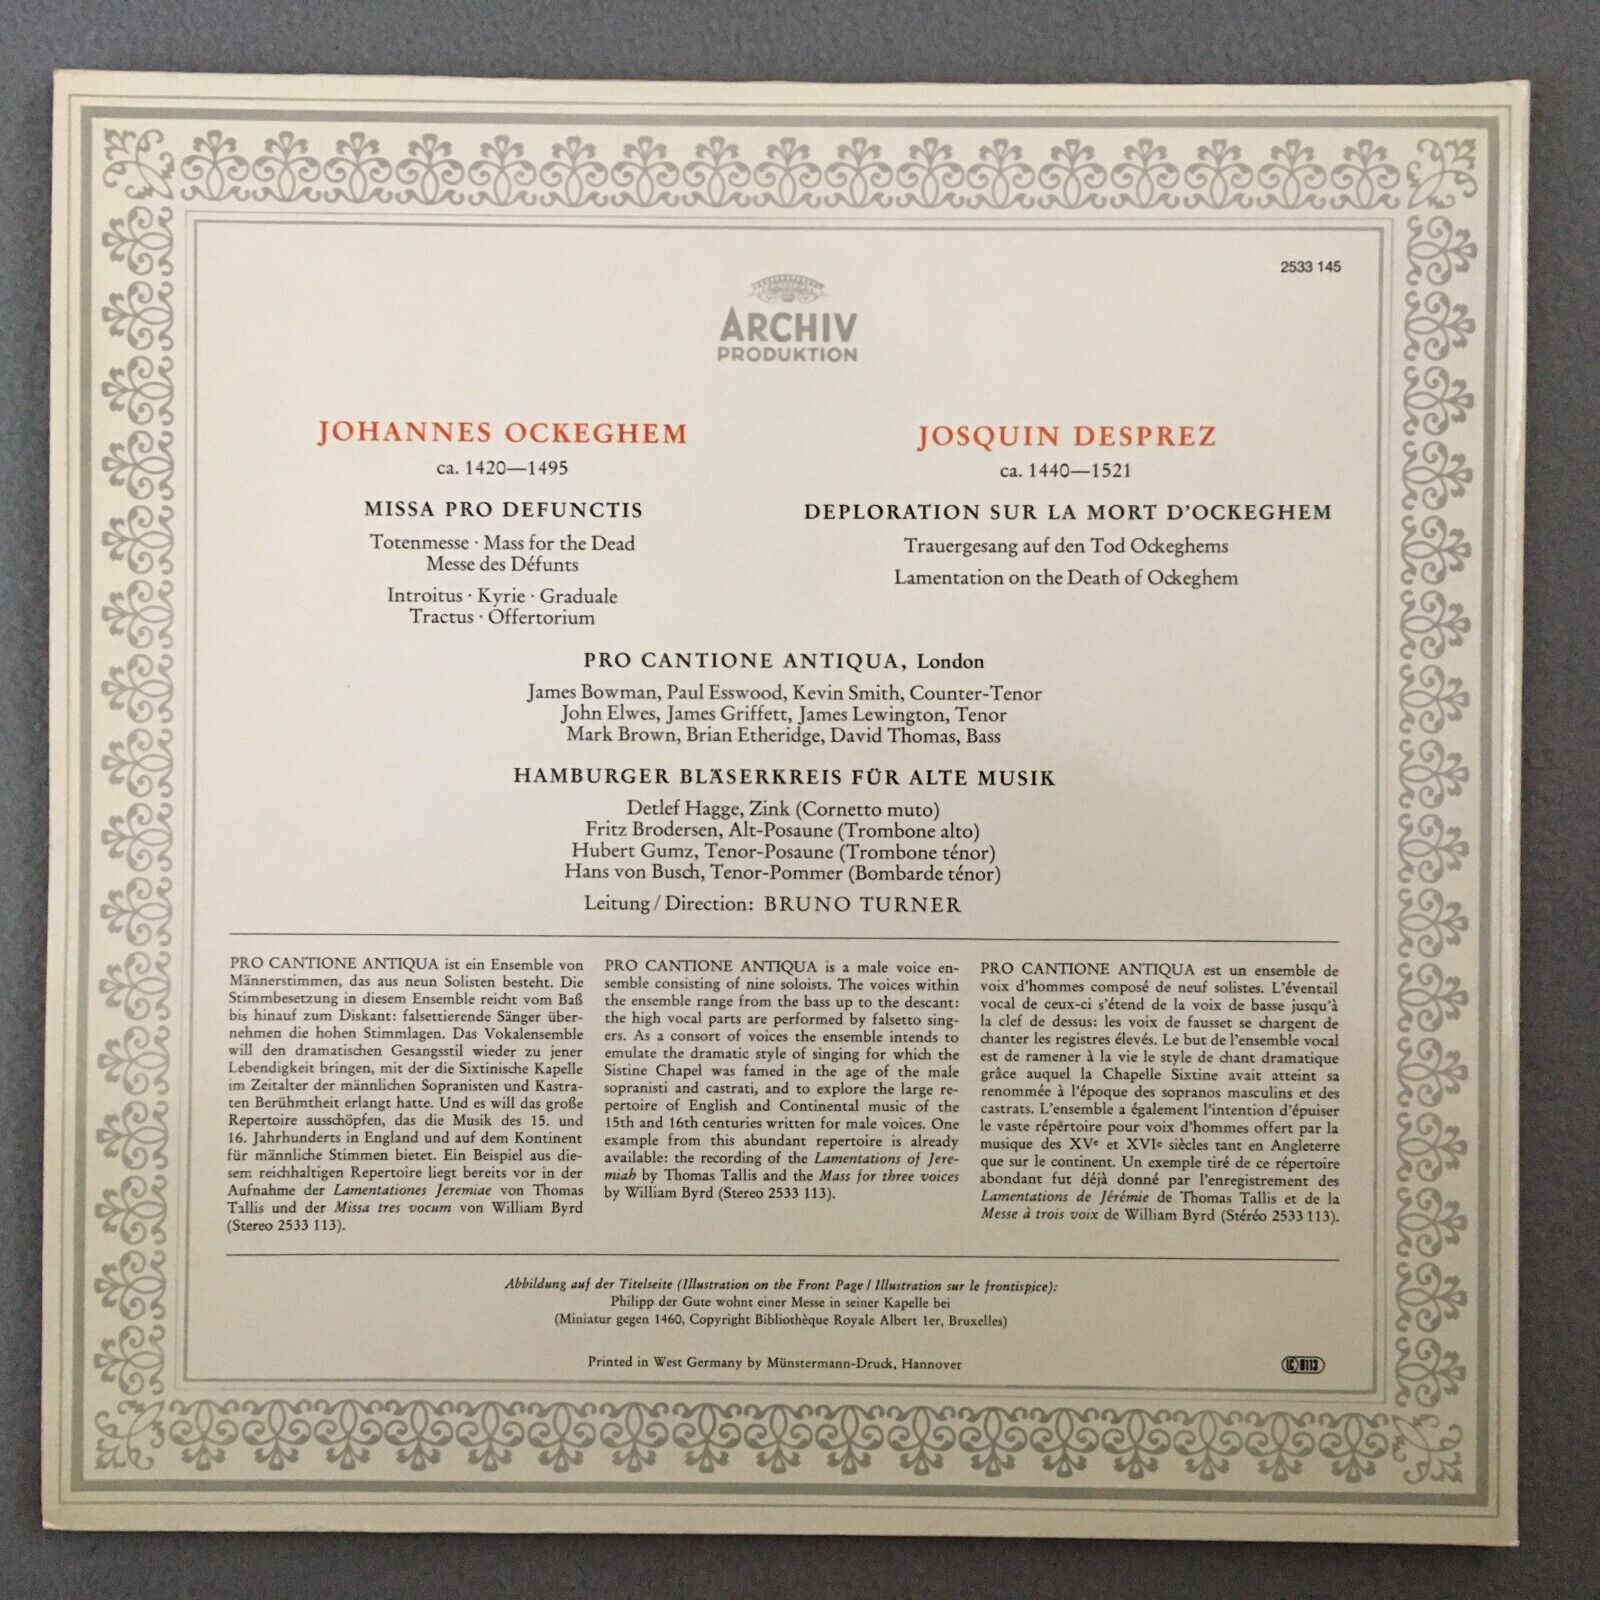 2533 145
ARCHIV
PRODUKTION
JOHANNES OCKEGHEM
ca. 1420—1495
MISSA PRO DEFUNCTIS
Totenmesse · Mass for the Dead
Messe des Défunts
Introitus · Kyrie · Graduale
Tractus · Offertorium
JOSQUIN DESPREZ
ca. 1440—1521
DEPLORATION SUR LA MORT D'OCKEGHEM
Trauergesang auf den Tod Ockeghems
Lamentation on the Death of Ockeghem
PRO CANTIONE ANTIQUA, London
James Bowman, Paul Esswood, Kevin Smith, Counter-Tenor
John Elwes, James Griffett, James Lewington, Tenor
Mark Brown, Brian Etheridge, David Thomas, Bass
HAMBURGER BLÄSERKREIS FÜR ALTE MUSIK
Detlef Hagge, Zink (Cornetto muto)
Fritz Brodersen, Alt-Posaune (Trombone alto)
Hubert Gumz, Tenor-Posaune (Trombone ténor)
Hans von Busch, Tenor-Pommer (Bombarde ténor)
Leitung / Direction: BRUNO TURNER
PRO CANTIONE ANTIQUA ist ein Ensemble von
Männerstimmen, das aus neun Solisten besteht. Die
Stimmbesetzung in diesem Ensemble reicht vom Baß
bis hinauf zum Diskant: falsettierende Sänger über-
nehmen die hohen Stimmlagen. Das Vokalensemble
will den dramatischen Gesangsstil wieder zu jener
Lebendigkeit bringen, mit der die Sixtinische Kapelle
im Zeitalter der männlichen Sopranisten und Kastra-
ten Berühmtheit erlangt hatte. Und es will das große
Repertoire ausschöpfen, das die Musik des 15. und
16. Jahrhunderts in England und auf dem Kontinent
für männliche Stimmen bietet. Ein Beispiel aus die-
sem reichhaltigen Repertoire liegt bereits vor in der
Aufnahme der Lamentationes Jeremiae von Thomas
Tallis und der Missa tres vocum von William Byrd
(Stereo 2533 113).
PRO CANTIONE ANTIQUA is a male voice en-
semble consisting of nine soloists. The voices within
the ensemble range from the bass up to the descant:
the high vocal parts are performed by falsetto sing-
ers. As a consort of voices the ensemble intends to
emulate the dramatic style of singing for which the
Sistine Chapel was famed in the age of the male
sopranisti and castrati, and to explore the large re-
pertoire of English and Continental music of the
15th and 16th centuries written for male voices. One
example from this abundant repertoire is already
available: the recording of the Lamentations of Jere-
miah by Thomas Tallis and the Mass for three voices
by William Byrd (Stereo 2533 113).
PRO CANTIONE ANTIQUA est un ensemble de
voix d'hommes composé de neuf solistes. L'éventail
vocal de ceux-ci s'étend de la voix de basse jusqu'à
la clef de dessus: les voix de fausset se chargent de
chanter les registres élevés. Le but de l'ensemble vocal
est de ramener à la vie le style de chant dramatique
grâce auquel la Chapelle Sixtine avait atteint sa
renommée à l'époque des sopranos masculins et des
castrats. L'ensemble a également l'intention d'épuiser
le vaste répértoire pour voix d'hommes offert par la
musique des XVe et XVIe siècles tant en Angleterre
que sur le continent. Un exemple tiré de ce répertoire
abondant fut déjà donné par l'enregistrement des
Lamentations de Jérémie de Thomas Tallis et de la
Messe à trois voix de William Byrd (Stéréo 2533 113).
Abbildung auf der Titelseite (Illustration on the Front Page / Illustration sur le frontispice):
Philipp der Gute wohnt einer Messe in seiner Kapelle bei
(Miniatur gegen 1460, Copyright Bibliothèque Royale Albert 1er, Bruxelles)
Printed in West Germany by Münstermann-Druck, Hannover
LC 0113